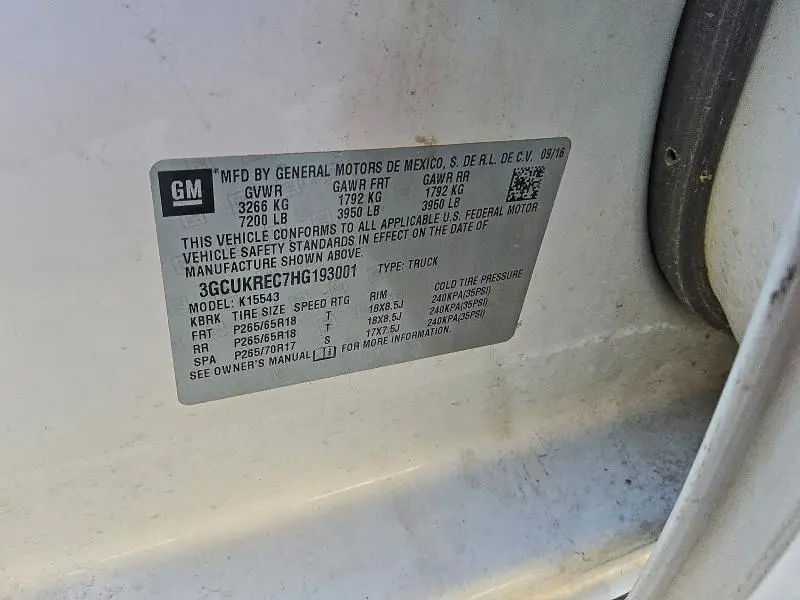 GM
*MFD BY GENERAL MOTORS DE MEXICO, S. DE R.L. DE C.V. 09/16
GVWR GAWR FRT GAWR RR
3266 KG 1792 KG 1792 KG
7200 LB 3950 LB 3950 LB
THIS VEHICLE CONFORMS TO ALL APPLICABLE U.S. FEDERAL MOTOR
VEHICLE SAFETY STANDARDS IN EFFECT ON THE DATE OF
MANUFACTURE SHOWN ABOVE.
3GCUKREC7HG193001 TYPE: TRUCK
MODEL: K15543
KBRK TIRE SIZE SPEED RTG RIM COLD TIRE PRESSURE
FRT P265/65R18 T 18X8.5J 240KPA(35PSI)
RR P265/65R18 T 18X8.5J 240KPA(35PSI)
SPA P265/70R17 S 17X7.5J 240KPA(35PSI)
SEE OWNER'S MANUAL FOR MORE INFORMATION.